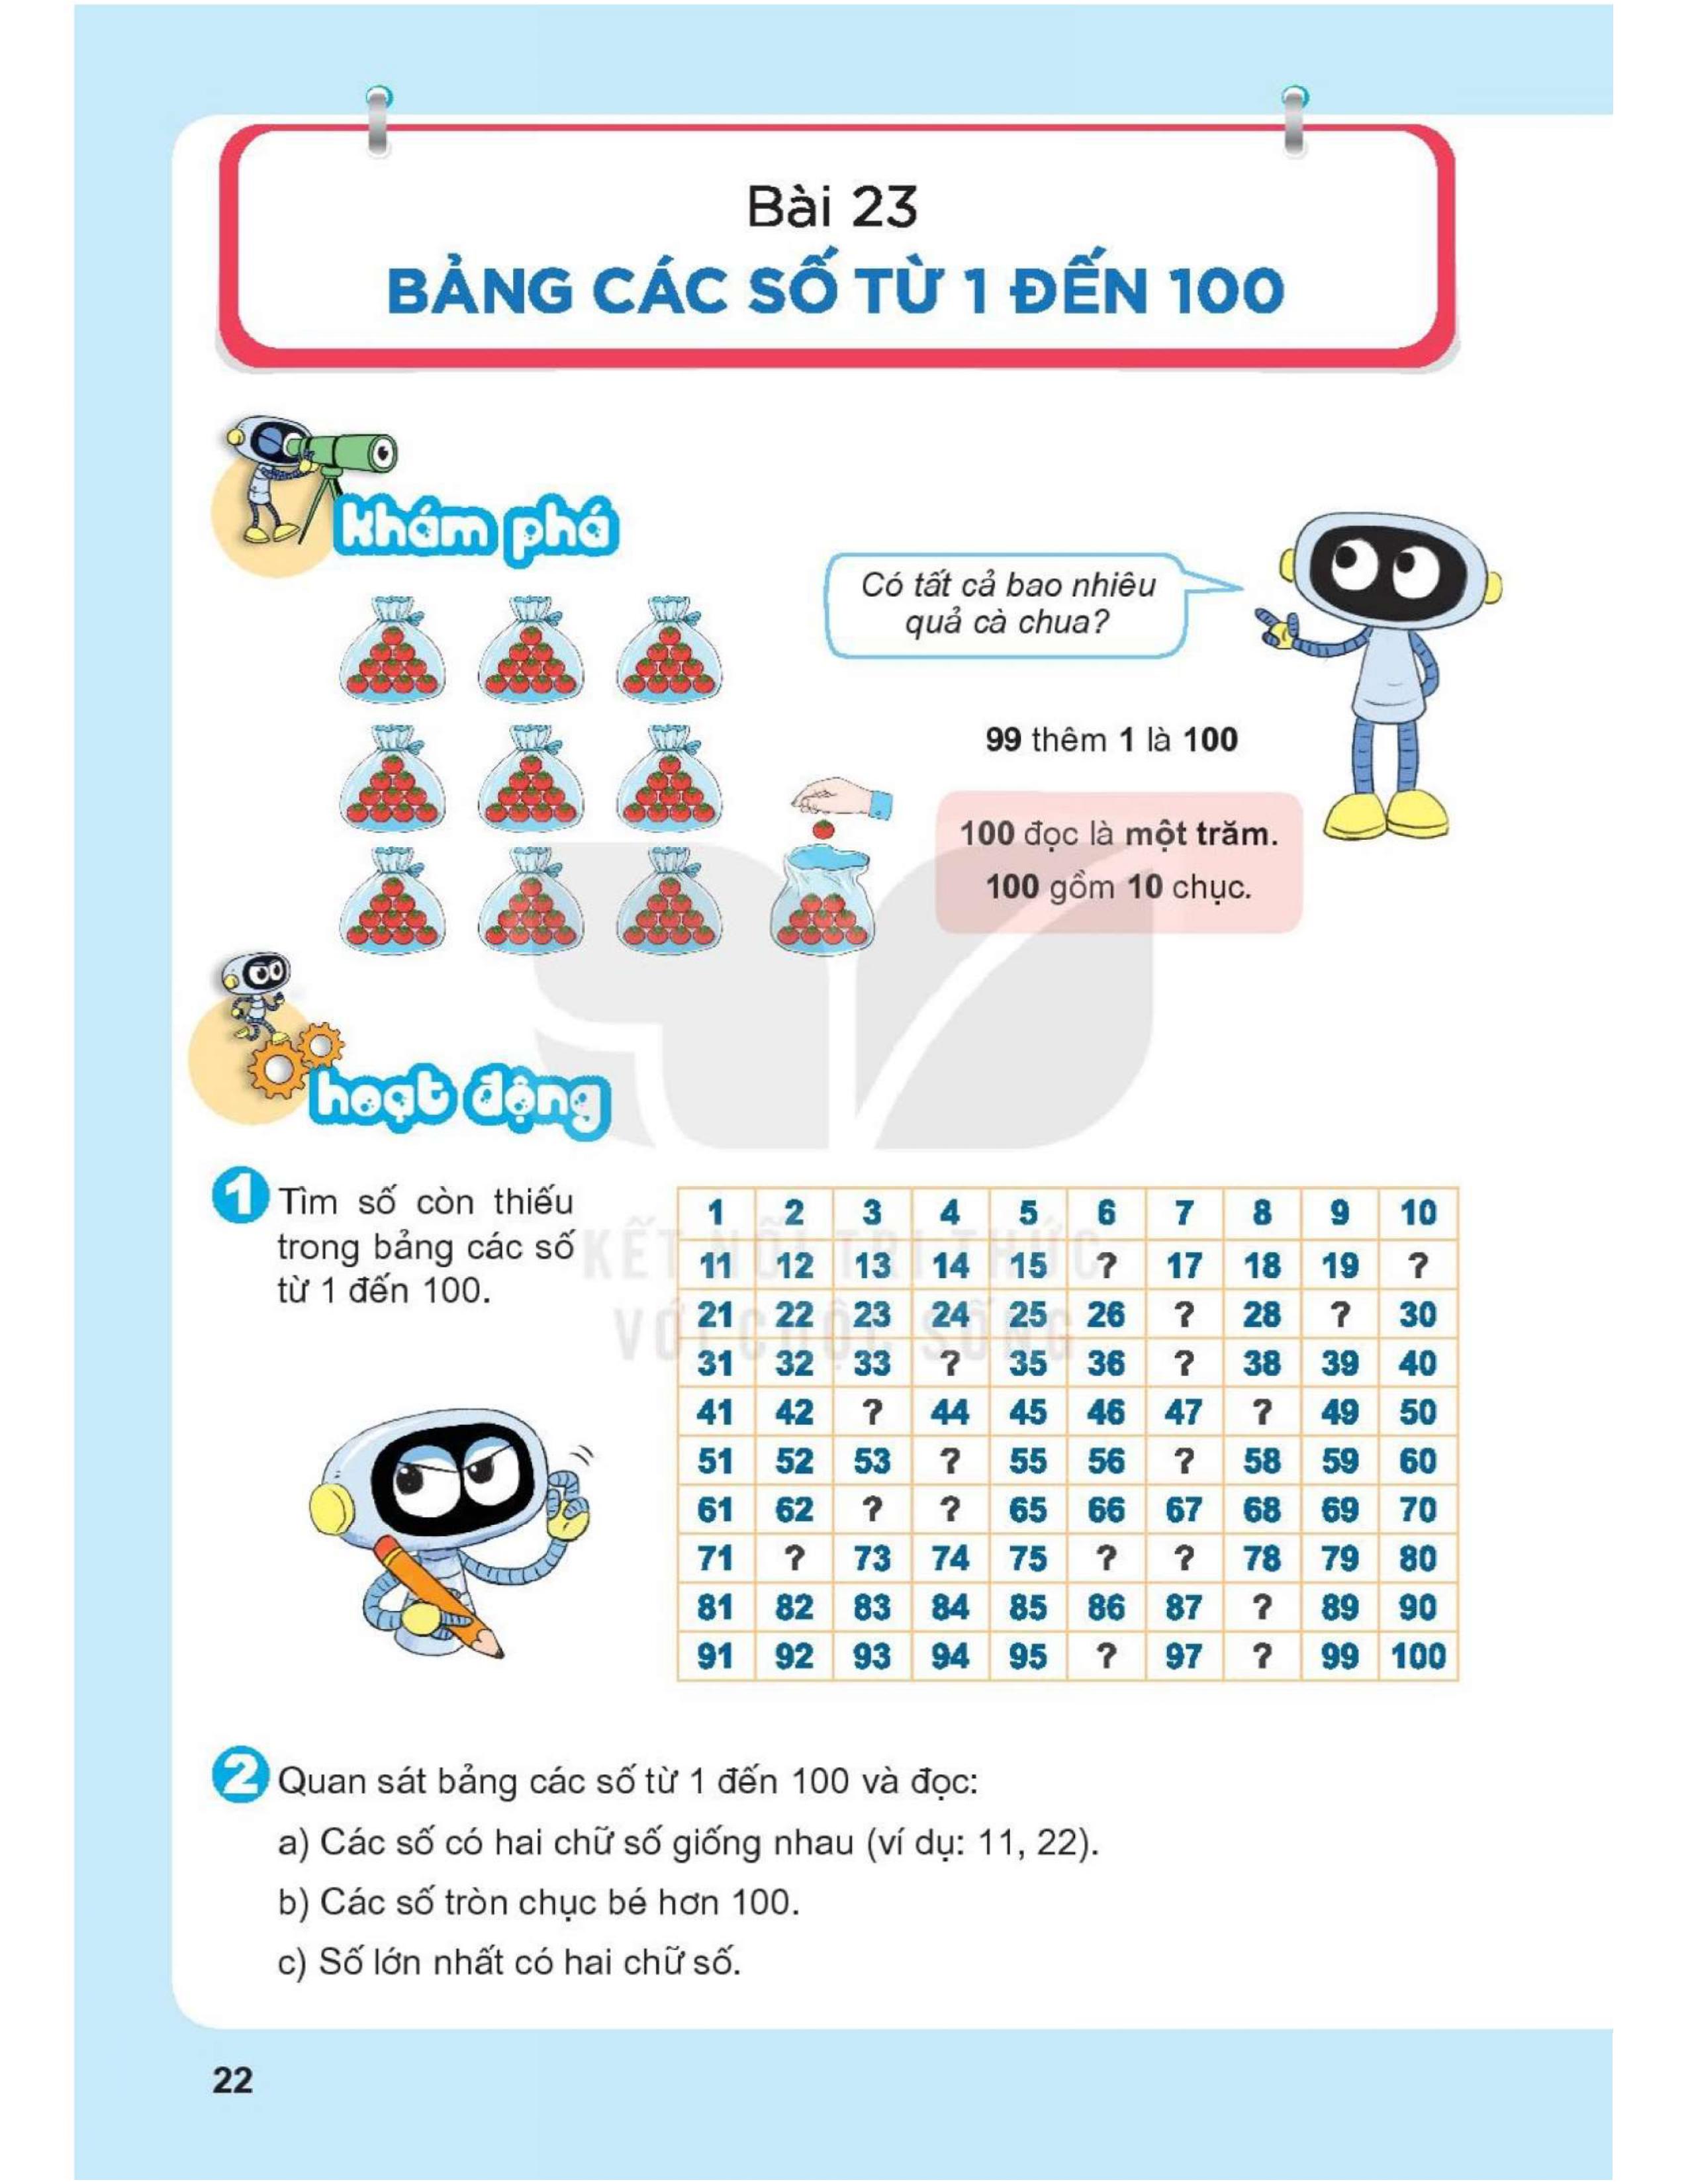 Bài 23
BẢNG CÁC SỐ TỪ 1 ĐẾN 100
khám phá
Có tất cả bao nhiêu
quả cà chua?
99 thêm 1 là 100
100 đọc là một trăm.
100 gồm 10 chục.
hoạt động
1 Tìm số còn thiếu
trong bảng các số
từ 1 đến 100.
KẾT NỐI TRI THỨC
VỚI CUỘC SỐNG
1 2 3 4 5 6 7 8 9 10
11 12 13 14 15 ? 17 18 19 ?
21 22 23 24 25 26 ? 28 ? 30
31 32 33 ? 35 36 ? 38 39 40
41 42 ? 44 45 46 47 ? 49 50
51 52 53 ? 55 56 ? 58 59 60
61 62 ? ? 65 66 67 68 69 70
71 ? 73 74 75 ? ? 78 79 80
81 82 83 84 85 86 87 ? 89 90
91 92 93 94 95 ? 97 ? 99 100
2 Quan sát bảng các số từ 1 đến 100 và đọc:
a) Các số có hai chữ số giống nhau (ví dụ: 11, 22).
b) Các số tròn chục bé hơn 100.
c) Số lớn nhất có hai chữ số.
22